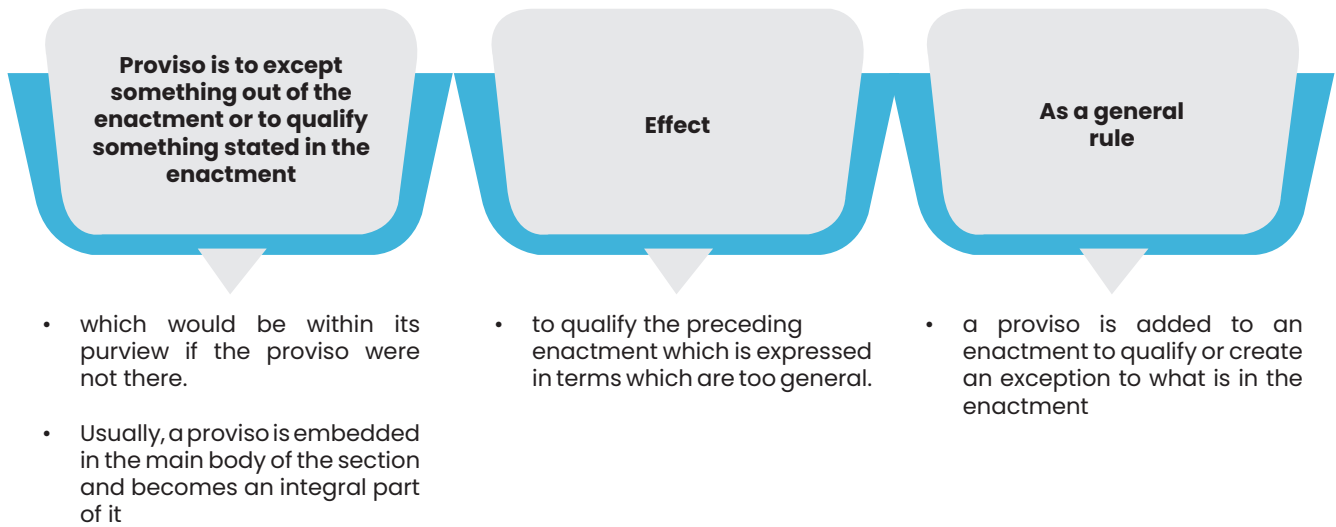 Proviso is to except
something out of the
enactment or to qualify
something stated in the
enactment
• which would be within its
purview if the proviso were
not there.
• Usually, a proviso is embedded
in the main body of the section
and becomes an integral part
of it
Effect
• to qualify the preceding
enactment which is expressed
in terms which are too general.
As a general
rule
• a proviso is added to an
enactment to qualify or create
an exception to what is in the
enactment